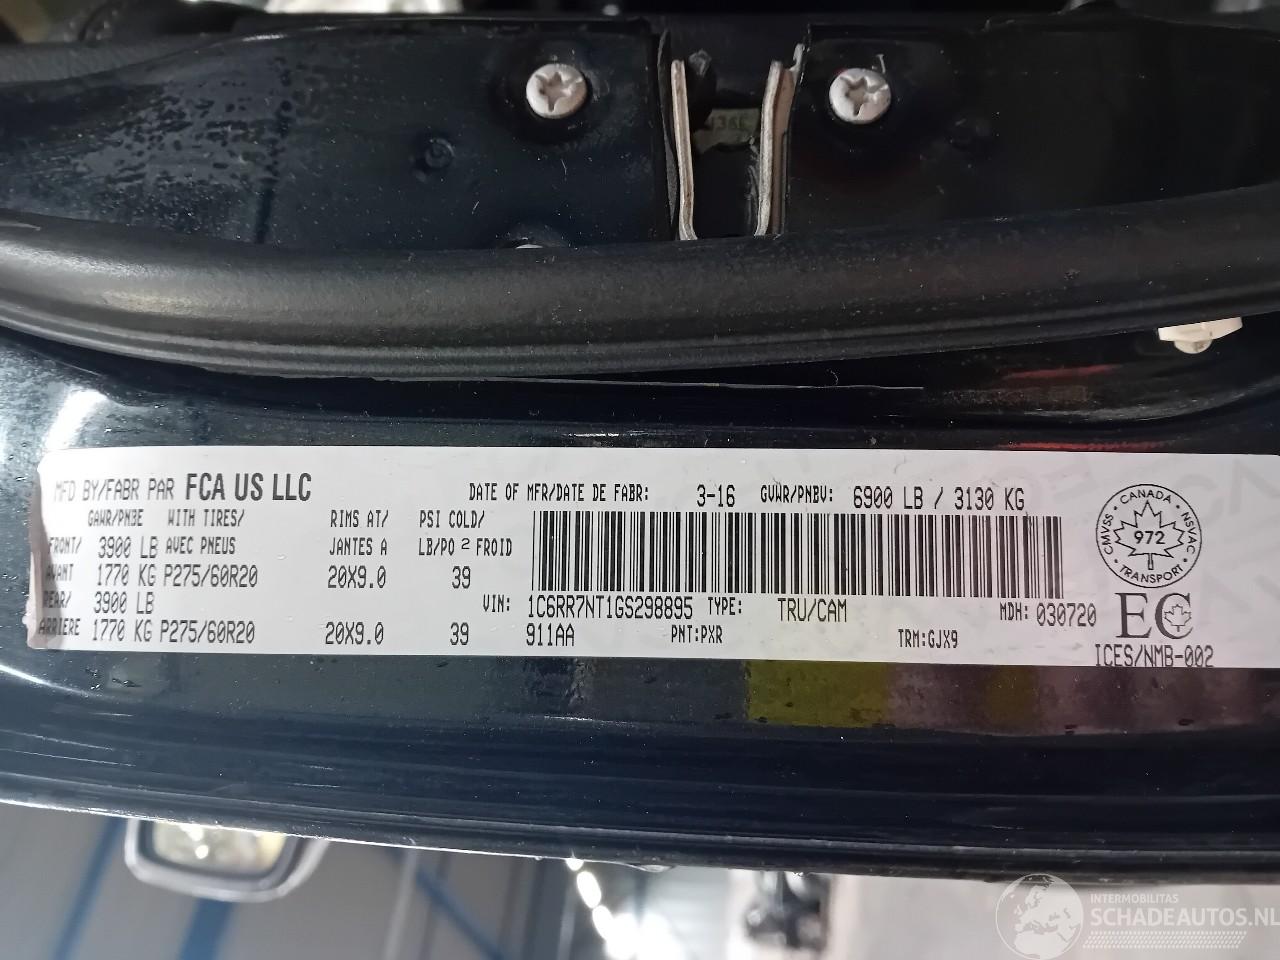 MFD BY/FABR PAR FCA US LLC
DATE OF MFR/DATE DE FABR: 3-16 GVWR/PNBV: 6900 LB / 3130 KG
GAWR/PNBE WITH TIRES/ RIMS AT/ PSI COLD/
FRONT/ 3900 LB AVEC PNEUS JANTES A LB/PO 2 FROID
AVANT 1770 KG P275/60R20 20X9.0 39
REAR/ 3900 LB
ARRIERE 1770 KG P275/60R20 20X9.0 39
VIN: 1C6RR7NT1GS298895 TYPE: TRU/CAM MDH: 030720
911AA PNT:PXR TRM:GJX9
CANADA
CMVSS 972 NSVAC
TRANSPORT
EC
ICES/NMB-002
INTERMOBILITAS
SCHADEAUTOS.NL